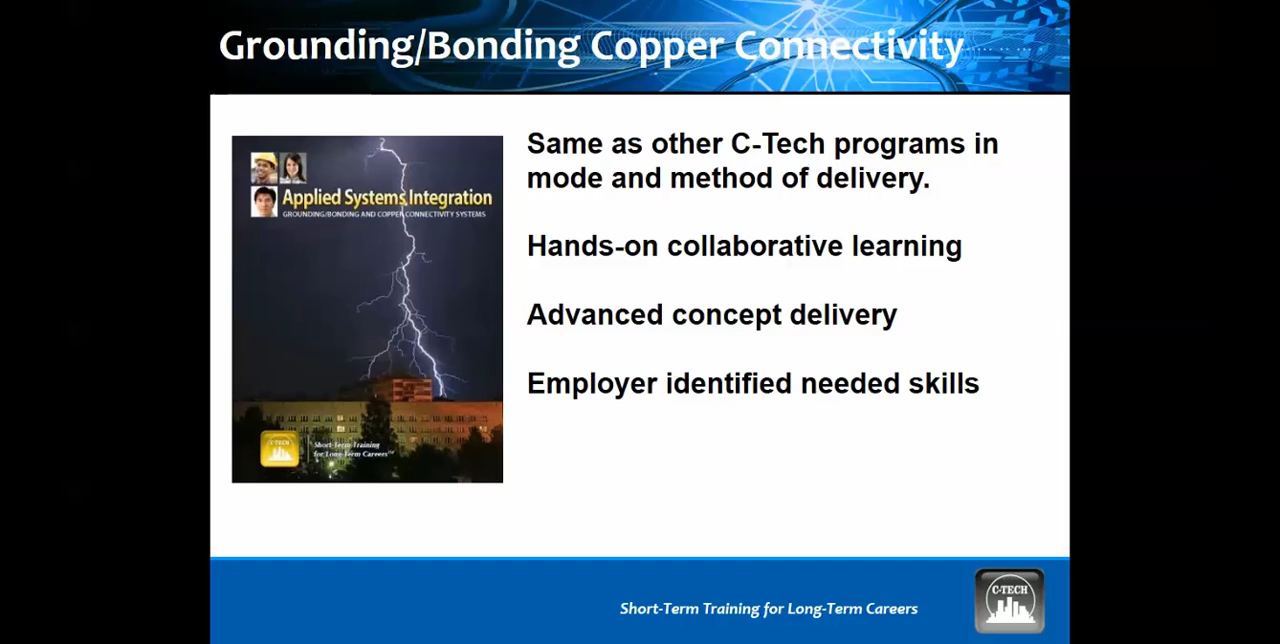 Grounding/Bonding Copper Connectivity
Applied Systems Integration
GROUNDING/BONDING AND COPPER CONNECTIVITY SYSTEMS
C-TECH
Short-Term Training
for Long-Term Careers℠
Same as other C-Tech programs in
mode and method of delivery.
Hands-on collaborative learning
Advanced concept delivery
Employer identified needed skills
Short-Term Training for Long-Term Careers
C-TECH